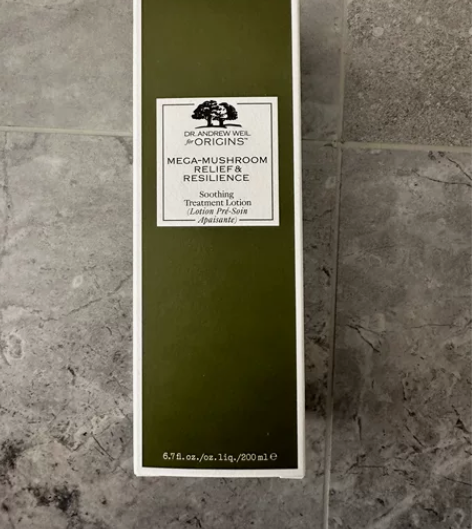 DR. ANDREW WEIL
for ORIGINS™
MEGA-MUSHROOM
RELIEF &
RESILIENCE
Soothing
Treatment Lotion
(Lotion Pré-Soin
Apaisante)
6.7 fl. oz./oz. liq./200 ml ℮